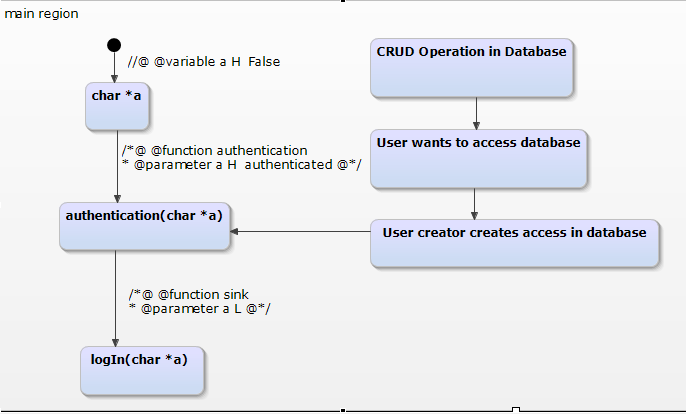 main region
//@ @variable a H  False
CRUD Operation in Database
char *a
/*@ @function authentication
* @parameter a H  authenticated @*/
User wants to access database
authentication(char *a)
User creator creates access in database
/*@ @function sink
* @parameter a L @*/
logIn(char *a)